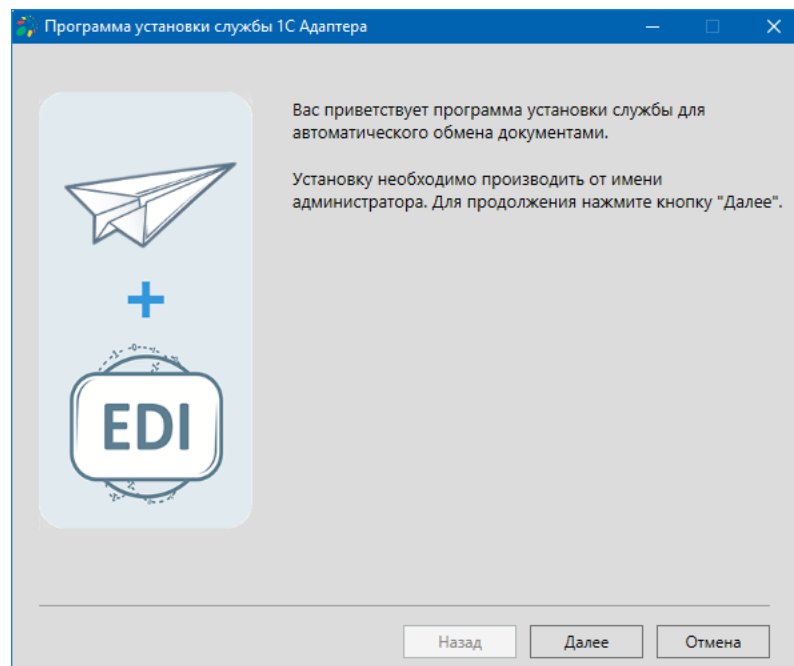 Программа установки службы 1С Адаптера
Вас приветствует программа установки службы для
автоматического обмена документами.
Установку необходимо производить от имени
администратора. Для продолжения нажмите кнопку "Далее".
EDI
Назад
Далее
Отмена